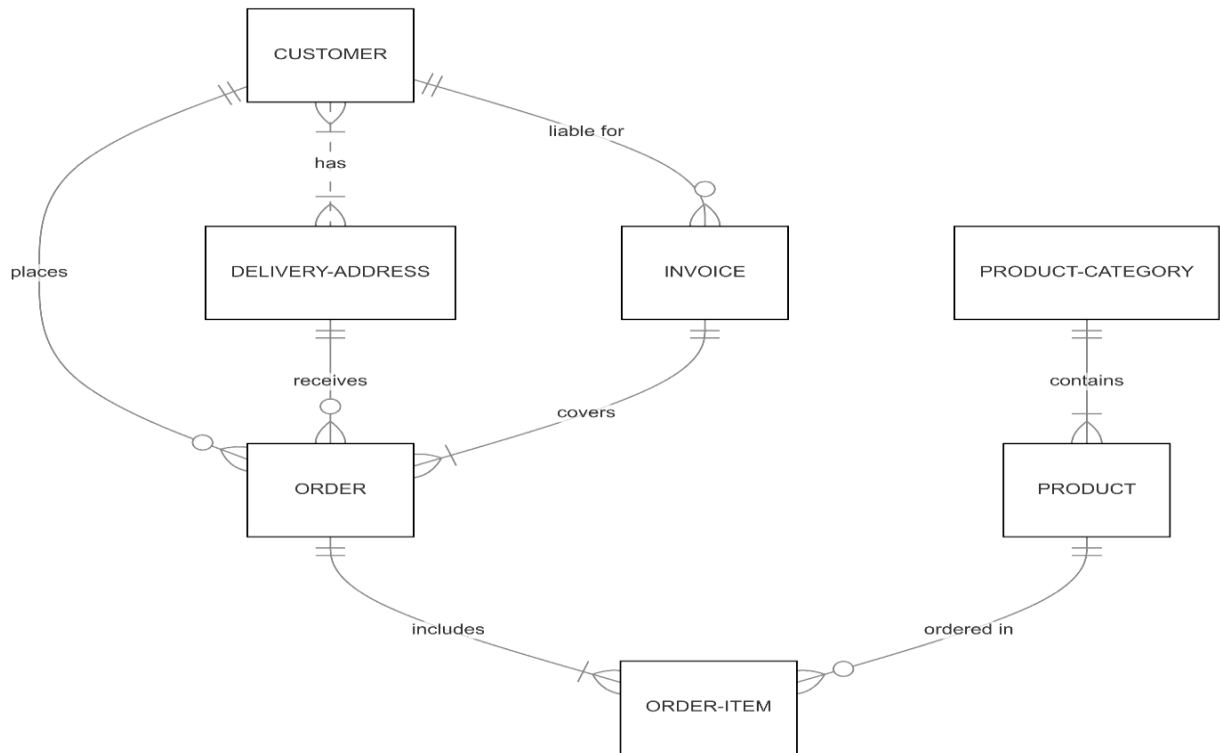 CUSTOMER
liable for
has
places
DELIVERY-ADDRESS
INVOICE
PRODUCT-CATEGORY
receives
covers
contains
ORDER
PRODUCT
includes
ordered in
ORDER-ITEM